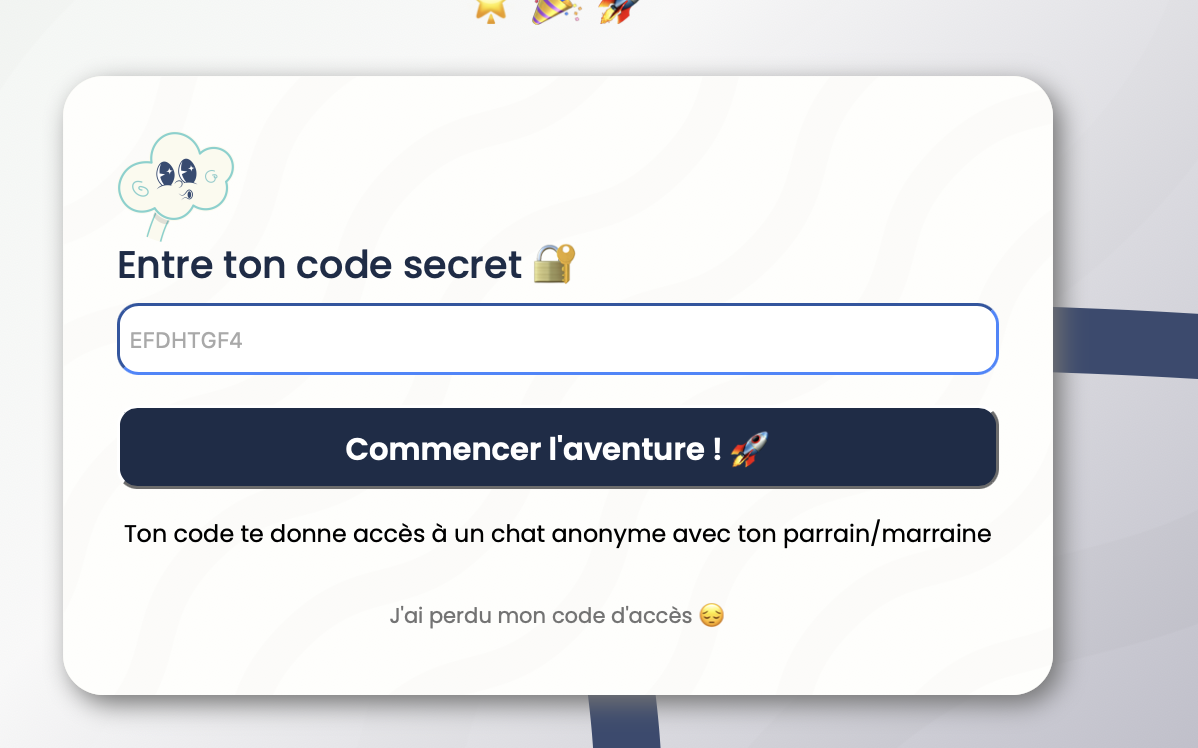 Entre ton code secret 🔐
EFDHTGF4
Commencer l'aventure ! 🚀
Ton code te donne accès à un chat anonyme avec ton parrain/marraine
J'ai perdu mon code d'accès 😔